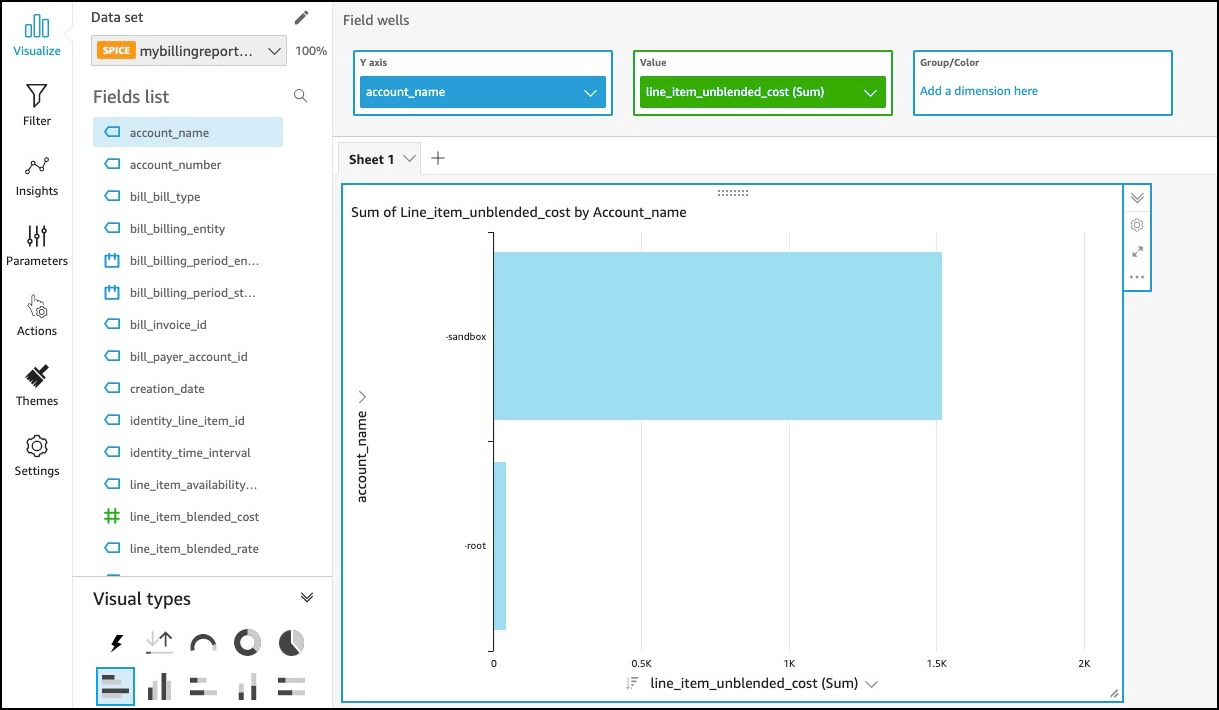 Visualize
Filter
Insights
Parameters
Actions
Themes
Settings
Data set
SPICE mybillingreport... 100%
Fields list
account_name
account_number
bill_bill_type
bill_billing_entity
bill_billing_period_en...
bill_billing_period_st...
bill_invoice_id
bill_payer_account_id
creation_date
identity_line_item_id
identity_time_interval
line_item_availability...
line_item_blended_cost
line_item_blended_rate
Visual types
Field wells
Y axis
account_name
Value
line_item_unblended_cost (Sum)
Group/Color
Add a dimension here
Sheet 1
Sum of Line_item_unblended_cost by Account_name
account_name
-sandbox
-root
0 0.5K 1K 1.5K 2K
line_item_unblended_cost (Sum)